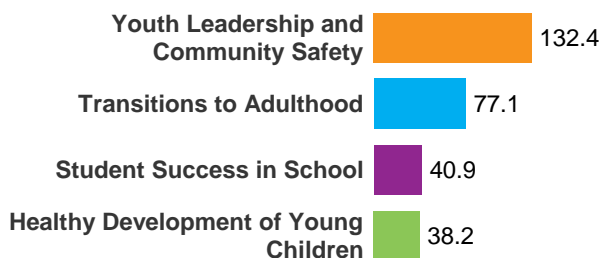 Youth Leadership and
Community Safety
132.4
Transitions to Adulthood
77.1
Student Success in School
40.9
Healthy Development of Young
Children
38.2